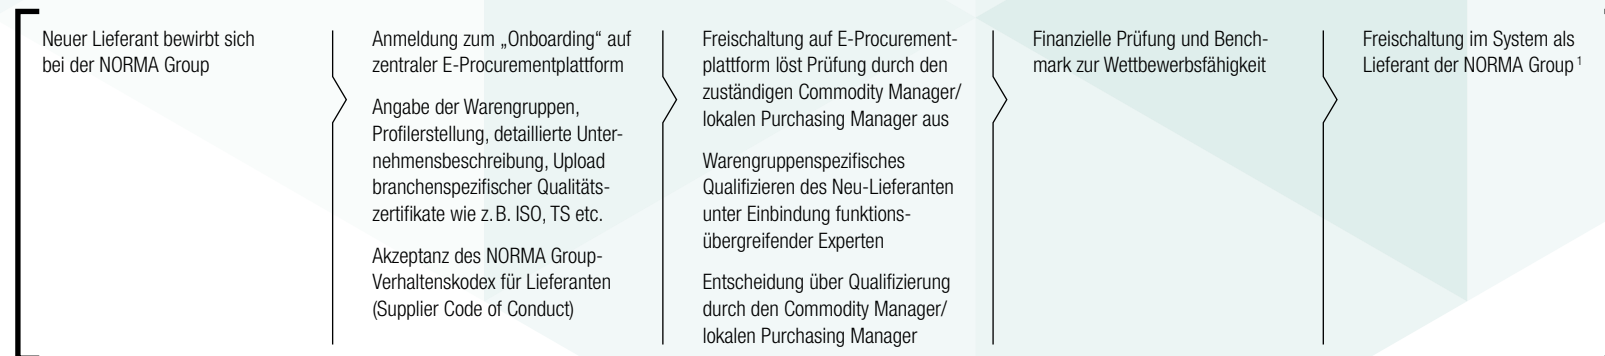 Neuer Lieferant bewirbt sich
bei der NORMA Group
Anmeldung zum „Onboarding“ auf
zentraler E-Procurementplattform
Angabe der Warengruppen,
Profilerstellung, detaillierte Unter-
nehmensbeschreibung, Upload
branchenspezifischer Qualitäts-
zertifikate wie z. B. ISO, TS etc.
Akzeptanz des NORMA Group-
Verhaltenskodex für Lieferanten
(Supplier Code of Conduct)
Freischaltung auf E-Procurement-
plattform löst Prüfung durch den
zuständigen Commodity Manager/
lokalen Purchasing Manager aus
Warengruppenspezifisches
Qualifizieren des Neu-Lieferanten
unter Einbindung funktions-
übergreifender Experten
Entscheidung über Qualifizierung
durch den Commodity Manager/
lokalen Purchasing Manager
Finanzielle Prüfung und Bench-
mark zur Wettbewerbsfähigkeit
Freischaltung im System als
Lieferant der NORMA Group ¹